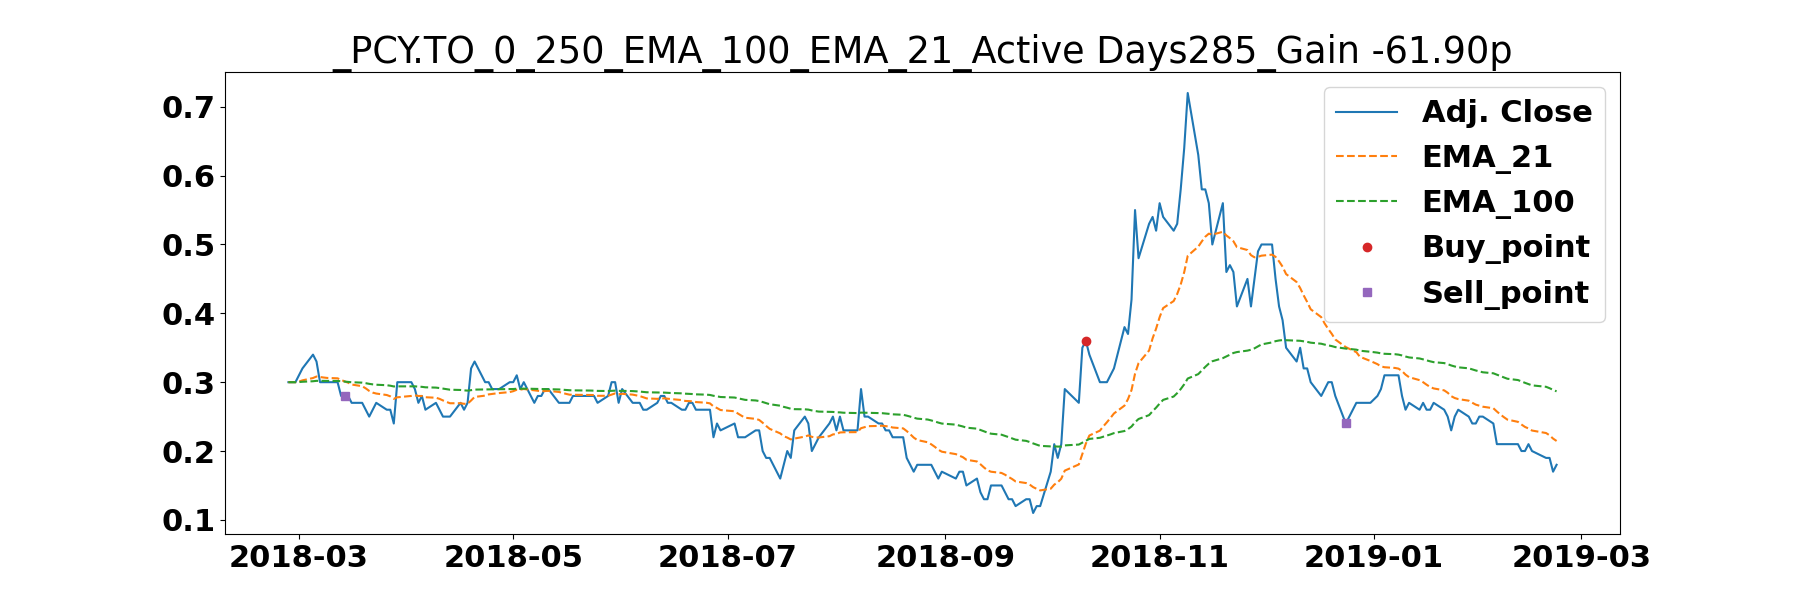 _PCY.TO_0_250_EMA_100_EMA_21_Active Days285_Gain -61.90p
0.7
0.6
0.5
0.4
0.3
0.2
0.1
Adj. Close
EMA_21
EMA_100
Buy_point
Sell_point
2018-03 2018-05 2018-07 2018-09 2018-11 2019-01 2019-03